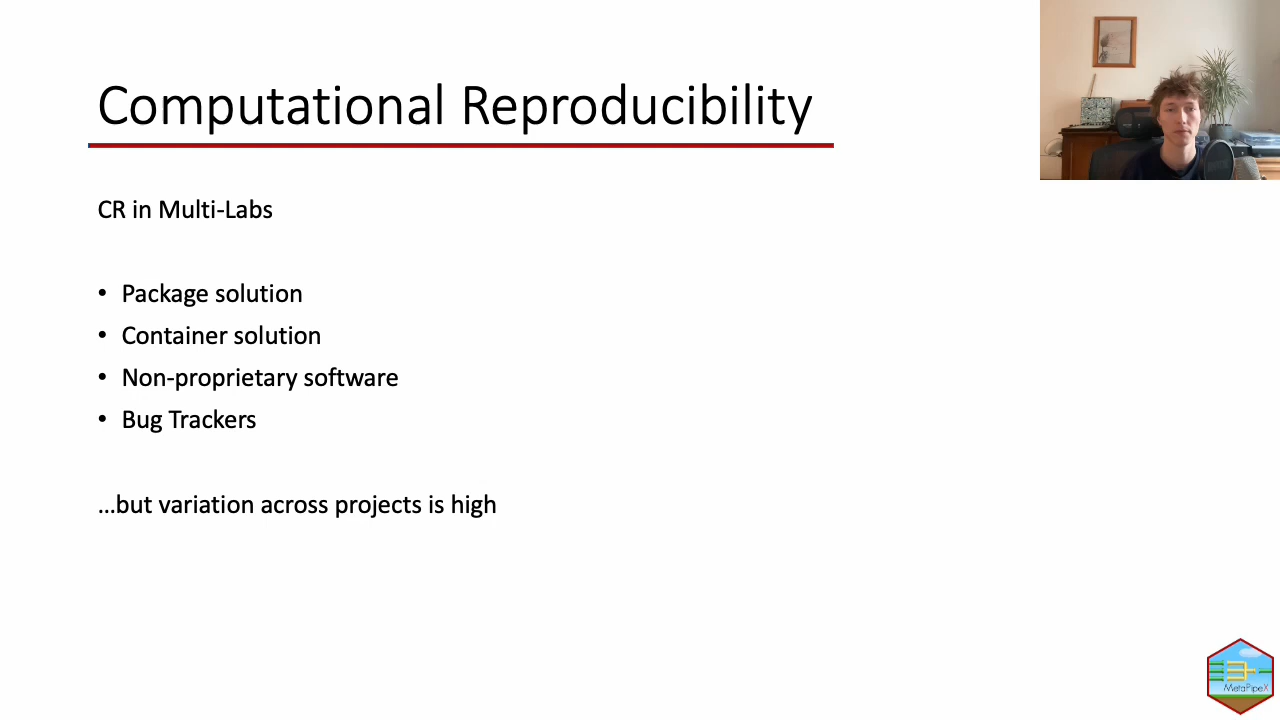 Computational Reproducibility
CR in Multi-Labs
• Package solution
• Container solution
• Non-proprietary software
• Bug Trackers
...but variation across projects is high
MetaPipeX